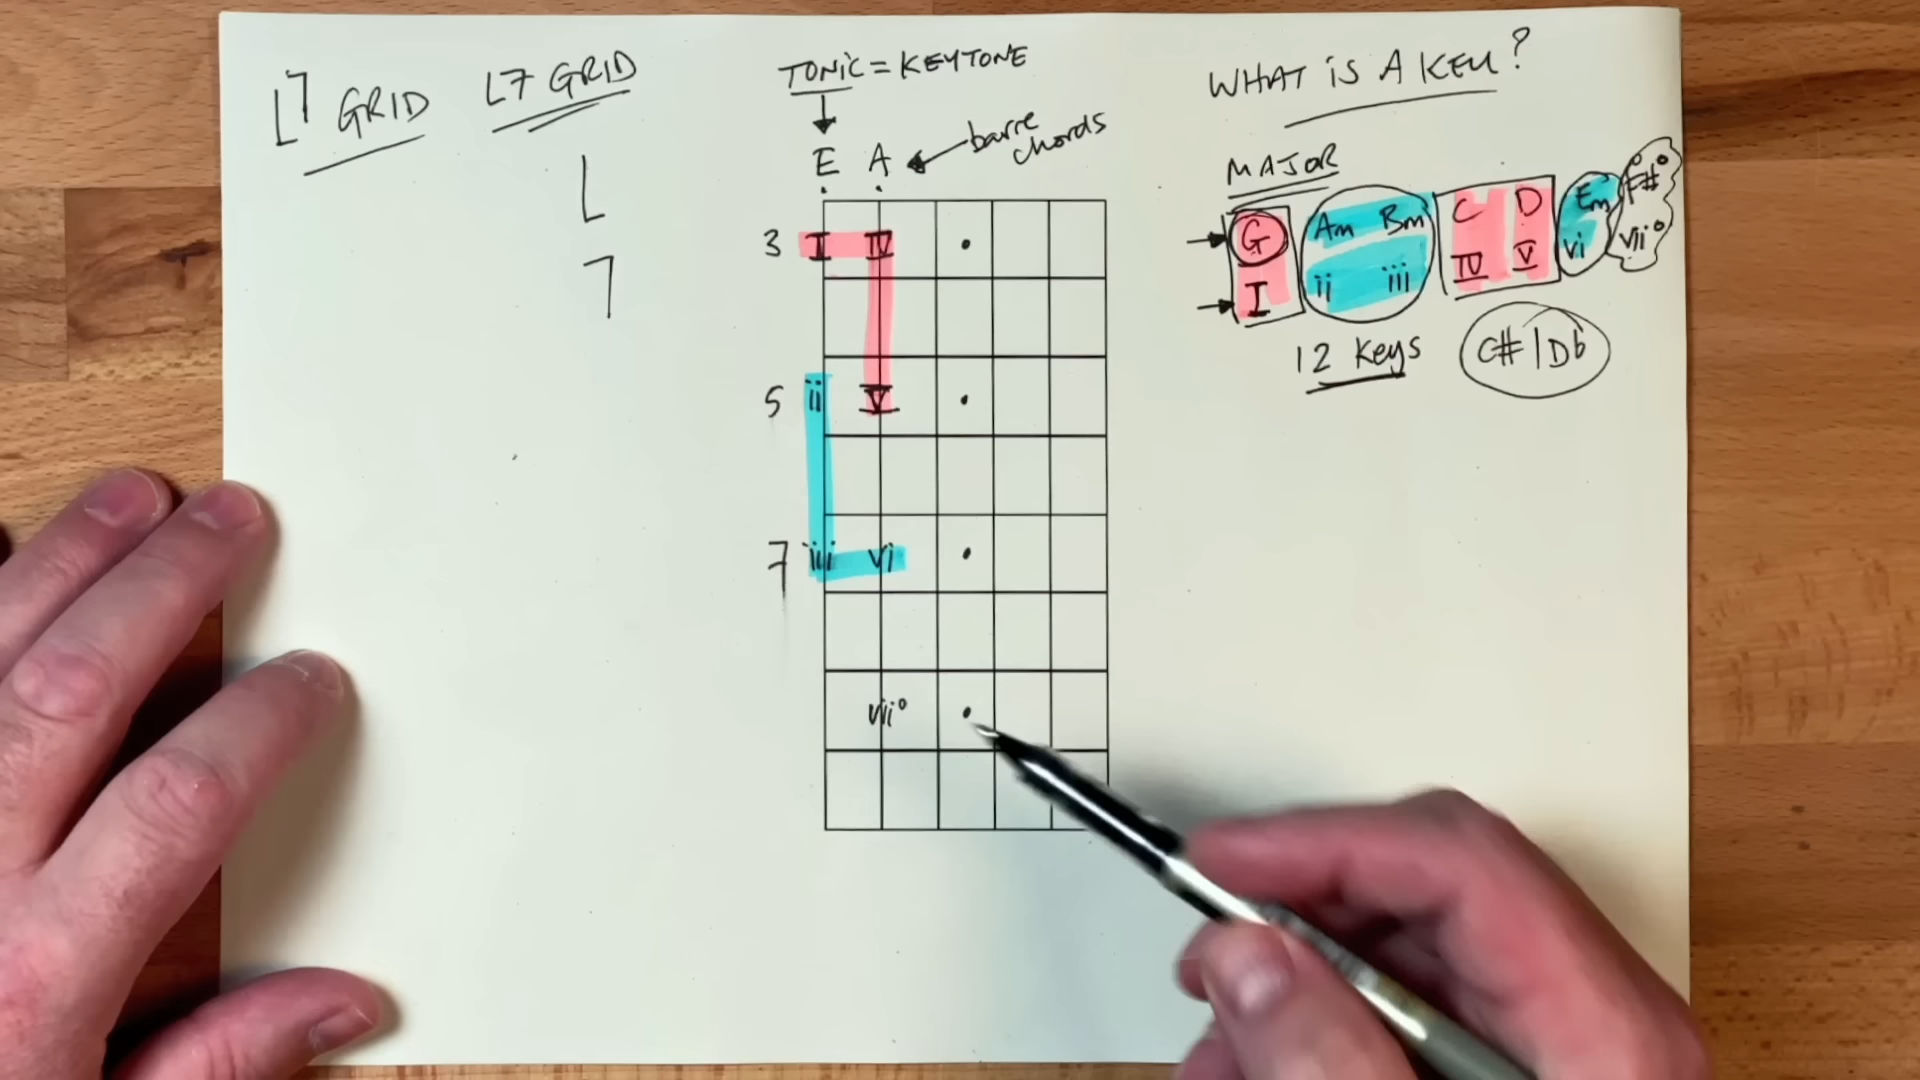 L7 GRID
L7 GRID
L
7
TONIC = KEYTONE
E A
barre
chords
3 I IV
5 ii V
7 iii vi
vii°
WHAT IS A KEY?
MAJOR
G Am Bm C D Em F#°
I ii iii IV V vi vii°
12 Keys
C#|Db